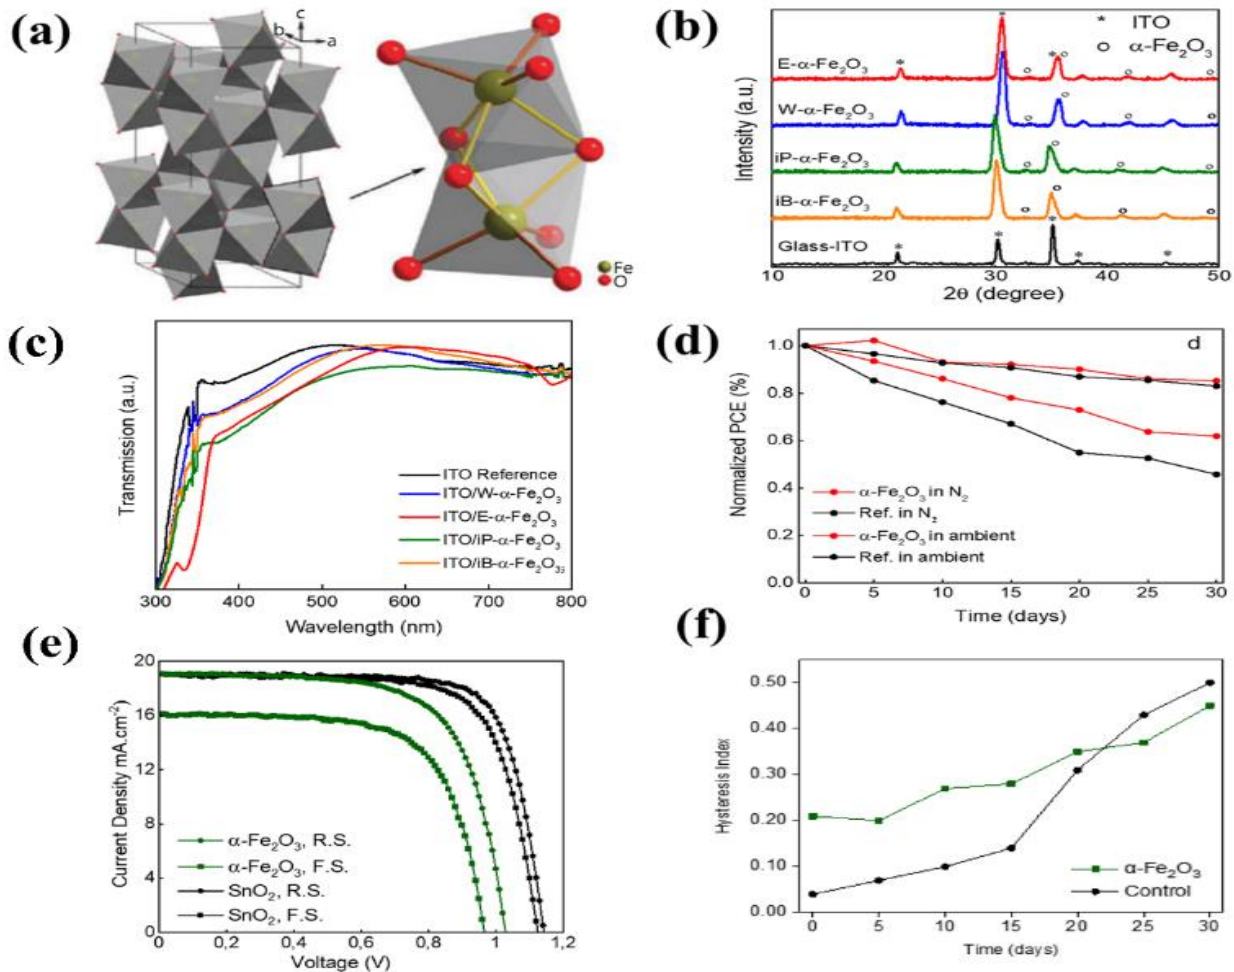 (a)
c
b
a
Fe
O
(b)
* ITO
o α-Fe₂O₃
E-α-Fe₂O₃
W-α-Fe₂O₃
iP-α-Fe₂O₃
iB-α-Fe₂O₃
Glass-ITO
Intensity (a.u.)
10 20 30 40 50
2θ (degree)
(c)
Transmission (a.u.)
ITO Reference
ITO/W-α-Fe₂O₃
ITO/E-α-Fe₂O₃
ITO/iP-α-Fe₂O₃
ITO/iB-α-Fe₂O₃
300 400 500 600 700 800
Wavelength (nm)
(d)
d
Normalized PCE (%)
1.0
0.8
0.6
0.4
0.2
0.0
α-Fe₂O₃ in N₂
Ref. in N₂
α-Fe₂O₃ in ambient
Ref. in ambient
0 5 10 15 20 25 30
Time (days)
(e)
Current Density mA.cm⁻²
20
16
12
8
4
0
α-Fe₂O₃, R.S.
α-Fe₂O₃, F.S.
SnO₂, R.S.
SnO₂, F.S.
0 0,2 0,4 0,6 0,8 1 1,2
Voltage (V)
(f)
Hysteresis Index
0.50
0.40
0.30
0.20
0.10
0.00
α-Fe₂O₃
Control
0 5 10 15 20 25 30
Time (days)